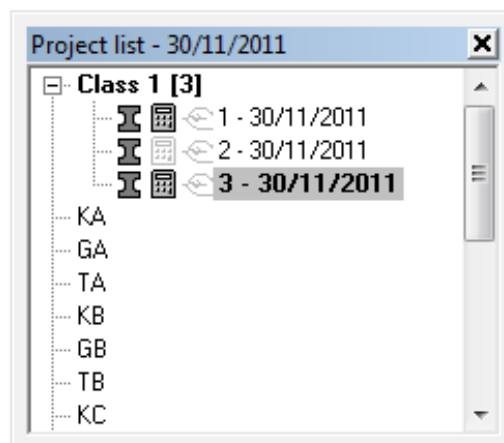 Project list - 30/11/2011
Class 1 [3]
1 - 30/11/2011
2 - 30/11/2011
3 - 30/11/2011
KA
GA
TA
KB
GB
TB
KC